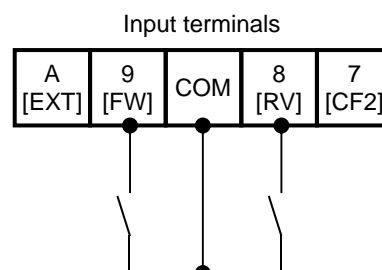 Input terminals
A 9 COM 8 7
[EXT] [FW] [RV] [CF2]